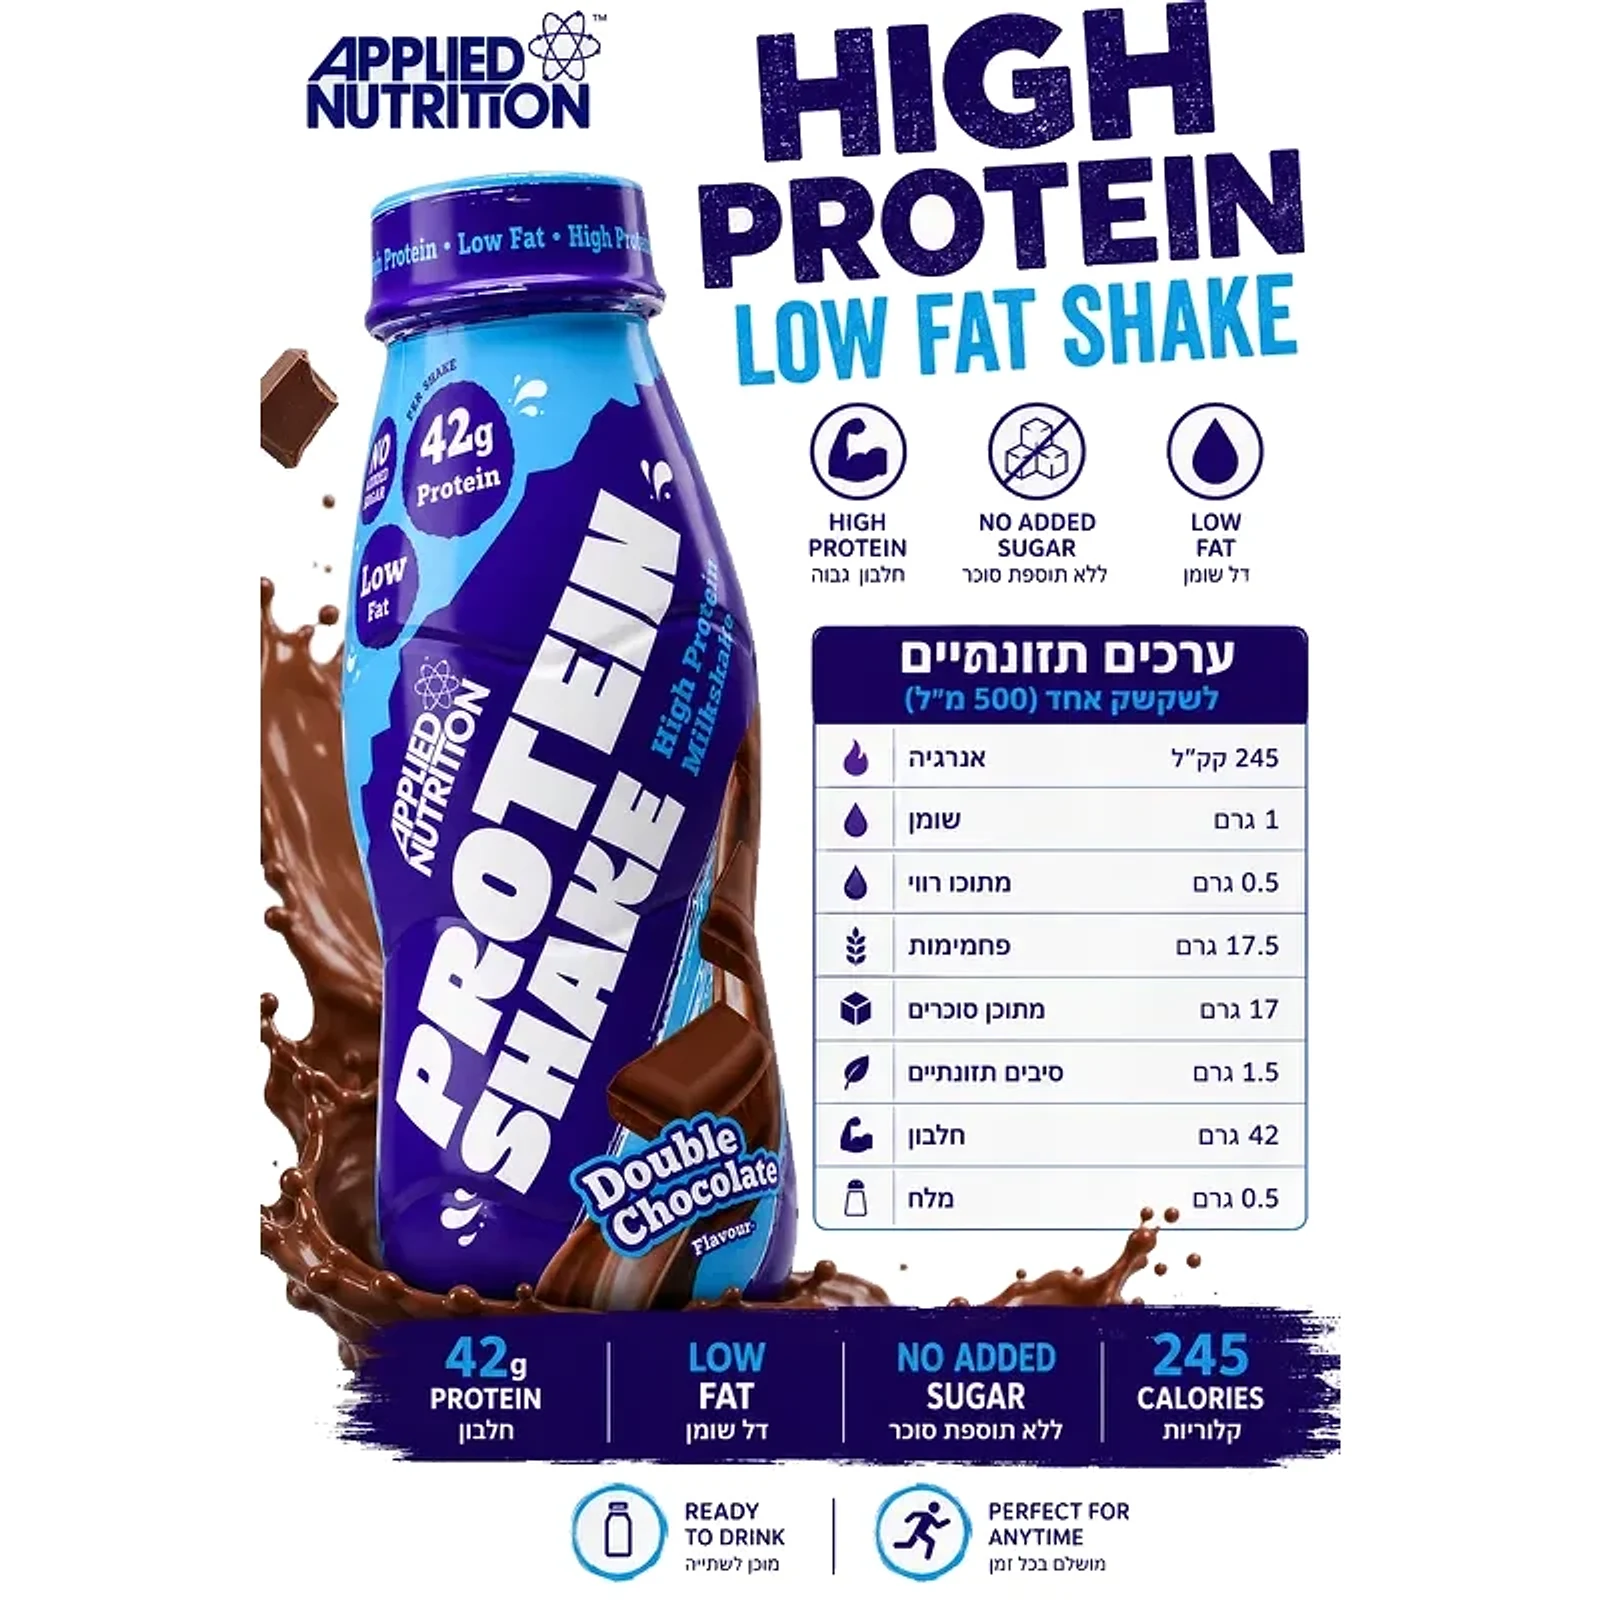 APPLIED
NUTRITION
™
HIGH
PROTEIN
LOW FAT SHAKE
Protein • Low Fat • High
PER SHAKE
42g
Protein
NO
ADDED
SUGAR
Low
Fat
APPLIED
NUTRITION
PROTEIN
SHAKE
High Protein
Milkshake
Double
Chocolate
Flavour
HIGH
PROTEIN
חלבון גבוה
NO ADDED
SUGAR
ללא תוספת סוכר
LOW
FAT
דל שומן
ערכים תזונתיים
לשקשק אחד (500 מ"ל)
אנרגיה 245 קק"ל
שומן 1 גרם
מתוכו רווי 0.5 גרם
פחמימות 17.5 גרם
מתוכן סוכרים 17 גרם
סיבים תזונתיים 1.5 גרם
חלבון 42 גרם
מלח 0.5 גרם
42g
PROTEIN
חלבון
LOW
FAT
דל שומן
NO ADDED
SUGAR
ללא תוספת סוכר
245
CALORIES
קלוריות
READY
TO DRINK
מוכן לשתייה
PERFECT FOR
ANYTIME
מושלם בכל זמן